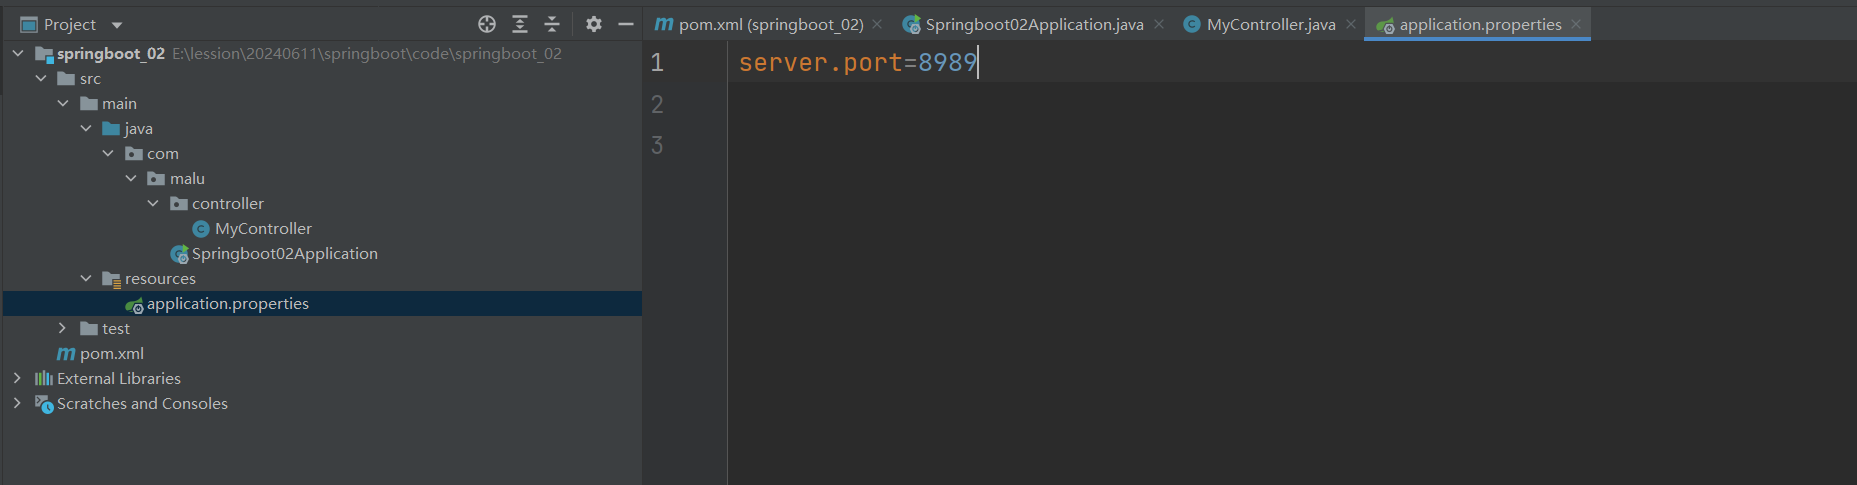 Project
pom.xml (springboot_02)
Springboot02Application.java
MyController.java
application.properties
springboot_02 E:\lession\20240611\springboot\code\springboot_02
src
main
java
com
malu
controller
MyController
Springboot02Application
resources
application.properties
test
pom.xml
External Libraries
Scratches and Consoles
1 server.port=8989
2
3